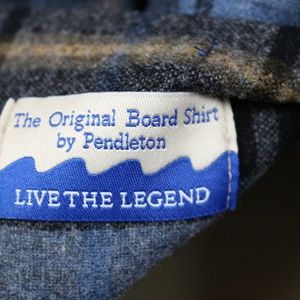 The Original Board Shirt
by Pendleton
LIVE THE LEGEND